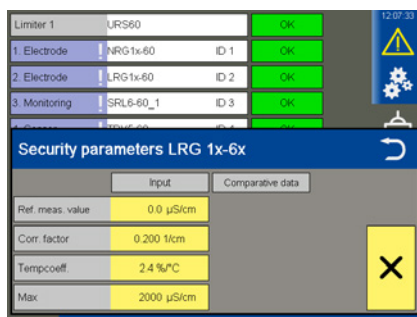 12:07:33
Limiter 1 URS60 OK
1. Electrode NRG1x-60 ID 1 OK
2. Electrode LRG1x-60 ID 2 OK
3. Monitoring SRL6-60_1 ID 3 OK
Security parameters LRG 1x-6x
Input Comparative data
Ref. meas. value 0.0 µS/cm
Corr. factor 0.200 1/cm
Tempcoeff. 2.4 %/°C
Max 2000 µS/cm